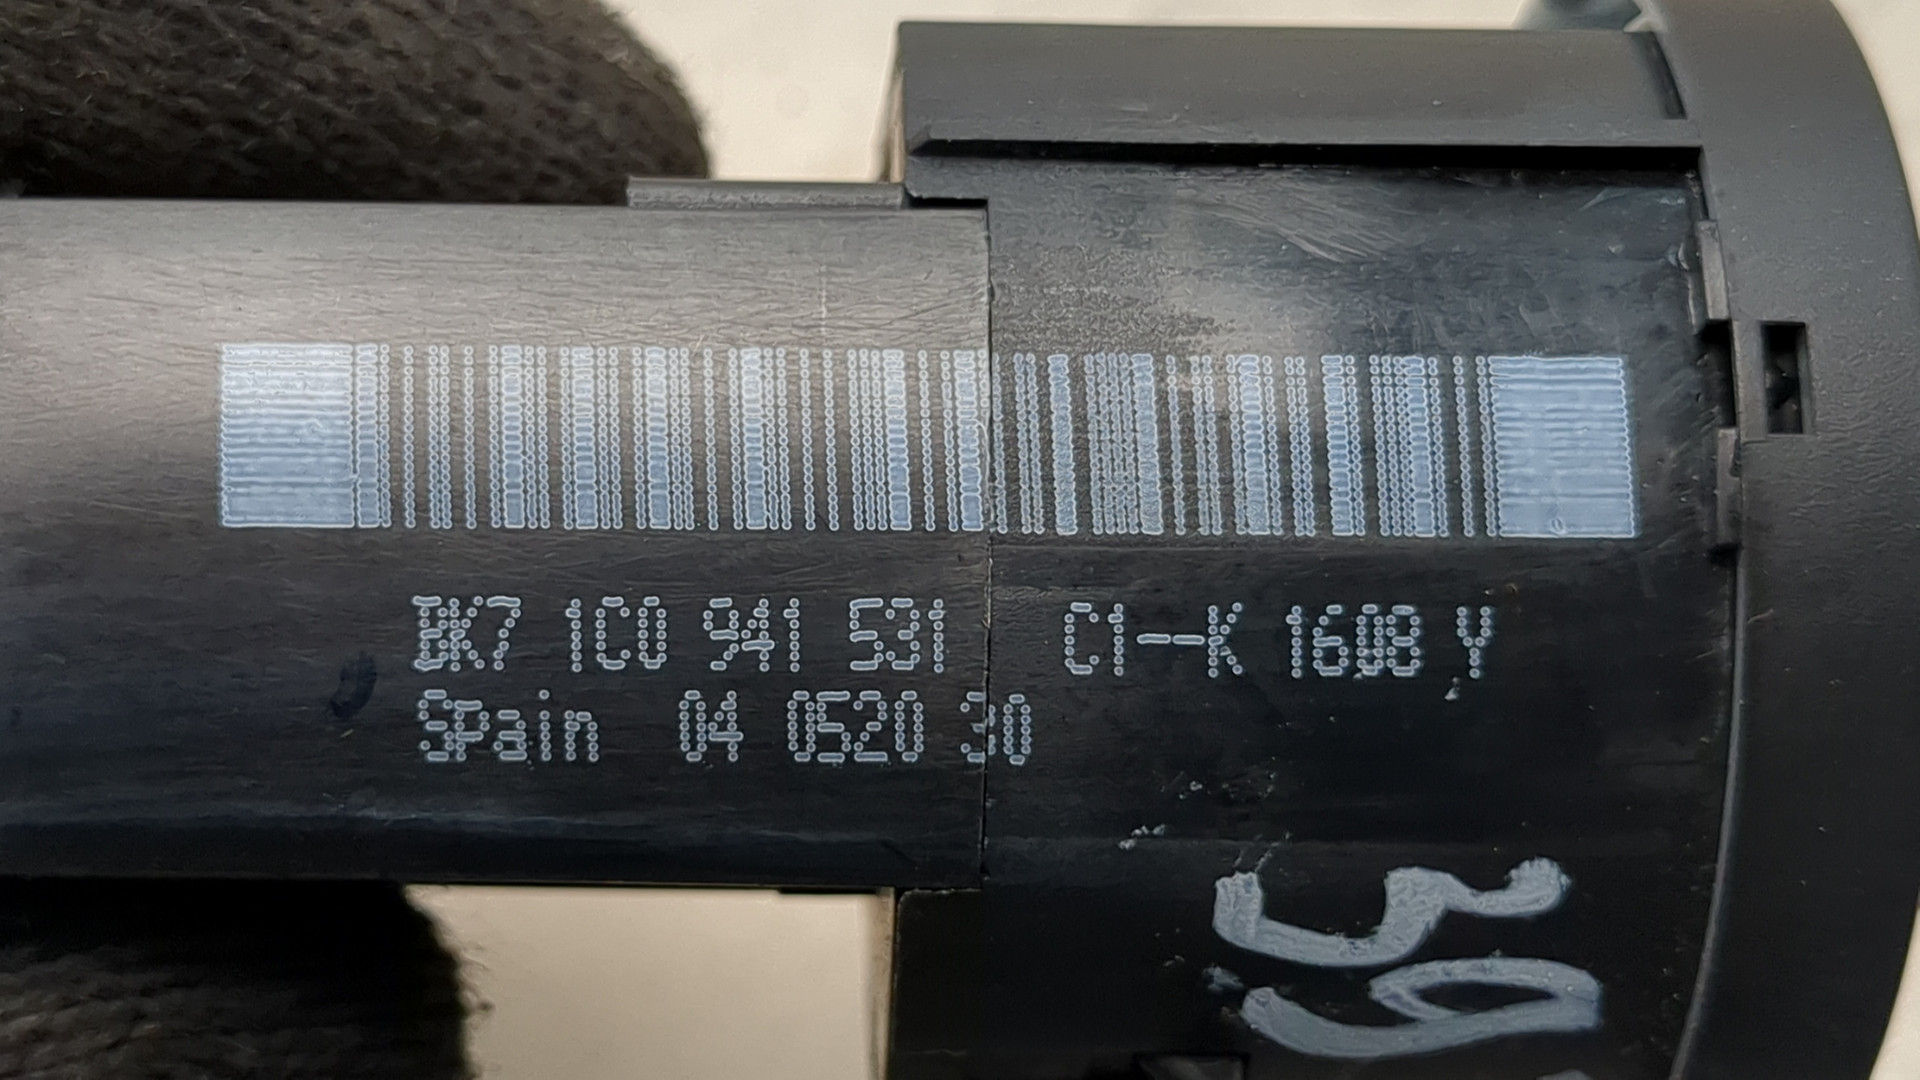 BK7 1C0 941 531 C1--K 1608 Y
Spain 04 0520 30